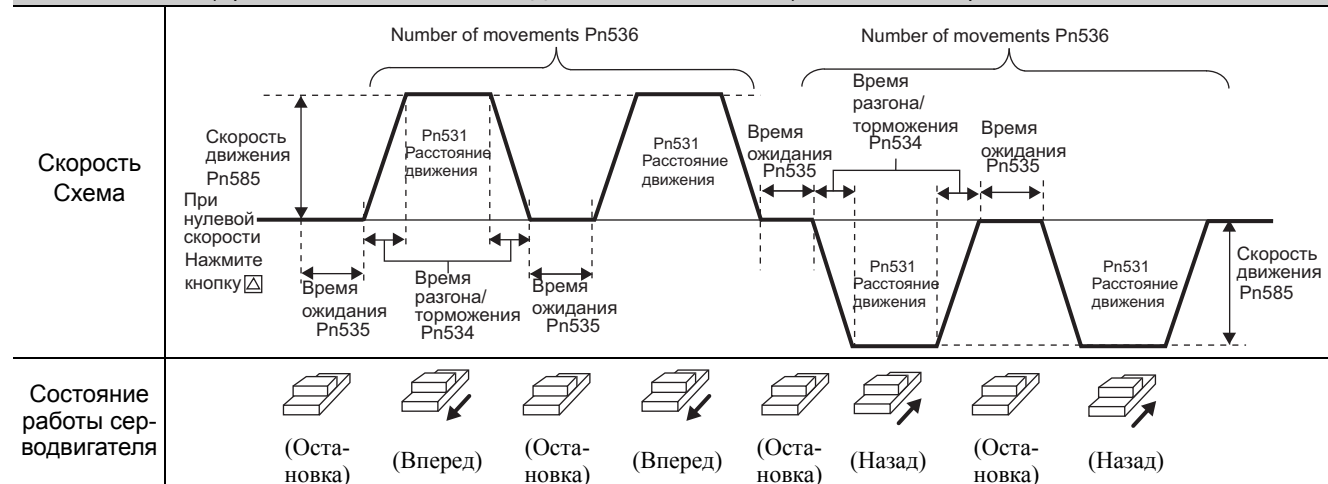 Number of movements Pn536
Number of movements Pn536
Скорость
Схема
Скорость
движения
Pn585
При
нулевой
скорости
Нажмите
кнопку
Время
ожидания
Pn535
Pn531
Расстояние
движения
Время
разгона/
торможения
Pn534
Время
ожидания
Pn535
Pn531
Расстояние
движения
Время
ожидания
Pn535
Время
разгона/
торможения
Pn534
Время
ожидания
Pn535
Pn531
Расстояние
движения
Pn531
Расстояние
движения
Скорость
движения
Pn585
Состояние
работы сер-
водвигателя
(Оста-
новка)
(Вперед)
(Оста-
новка)
(Вперед)
(Оста-
новка)
(Назад)
(Оста-
новка)
(Назад)